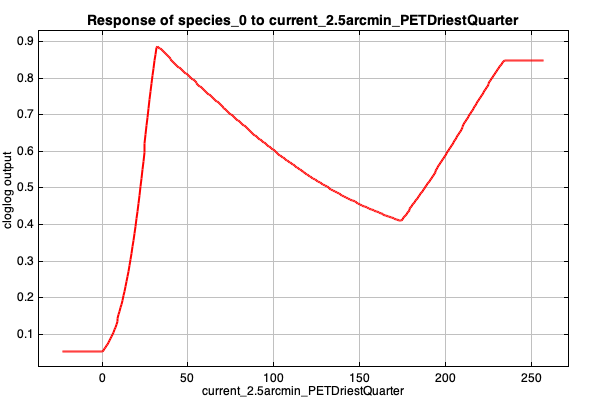 Response of species_0 to current_2.5arcmin_PETDriestQuarter
cloglog output
0.9
0.8
0.7
0.6
0.5
0.4
0.3
0.2
0.1
0 50 100 150 200 250
current_2.5arcmin_PETDriestQuarter